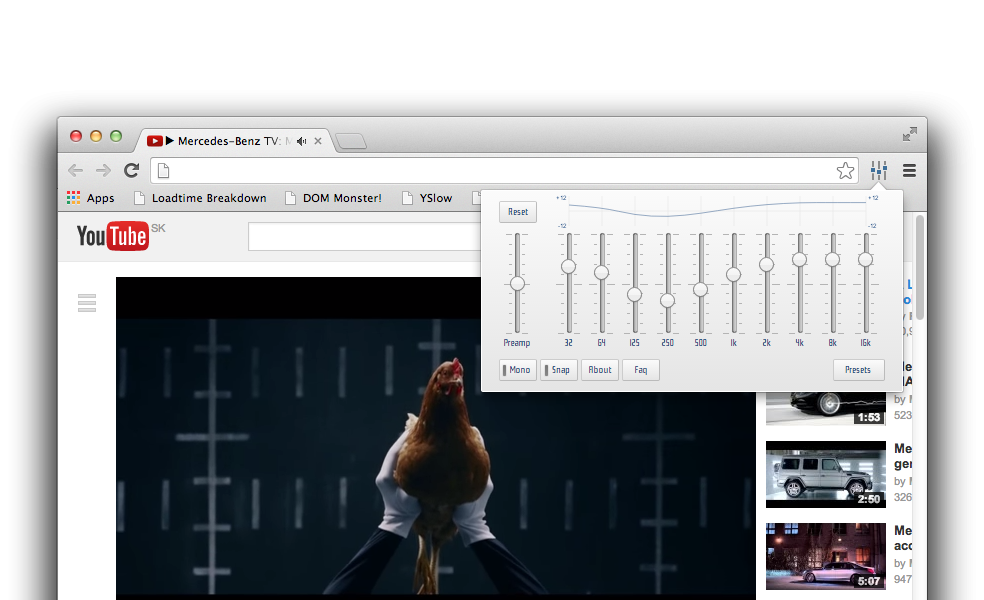 Mercedes-Benz TV: M
Apps
Loadtime Breakdown
DOM Monster!
YSlow
YouTube SK
Reset
+12
+12
-12
-12
Preamp
32
64
125
250
500
1k
2k
4k
8k
16k
Mono
Snap
About
Faq
Presets
1:53
by M
523
Me
ger
by M
326
2:50
Me
acc
by M
947
5:07